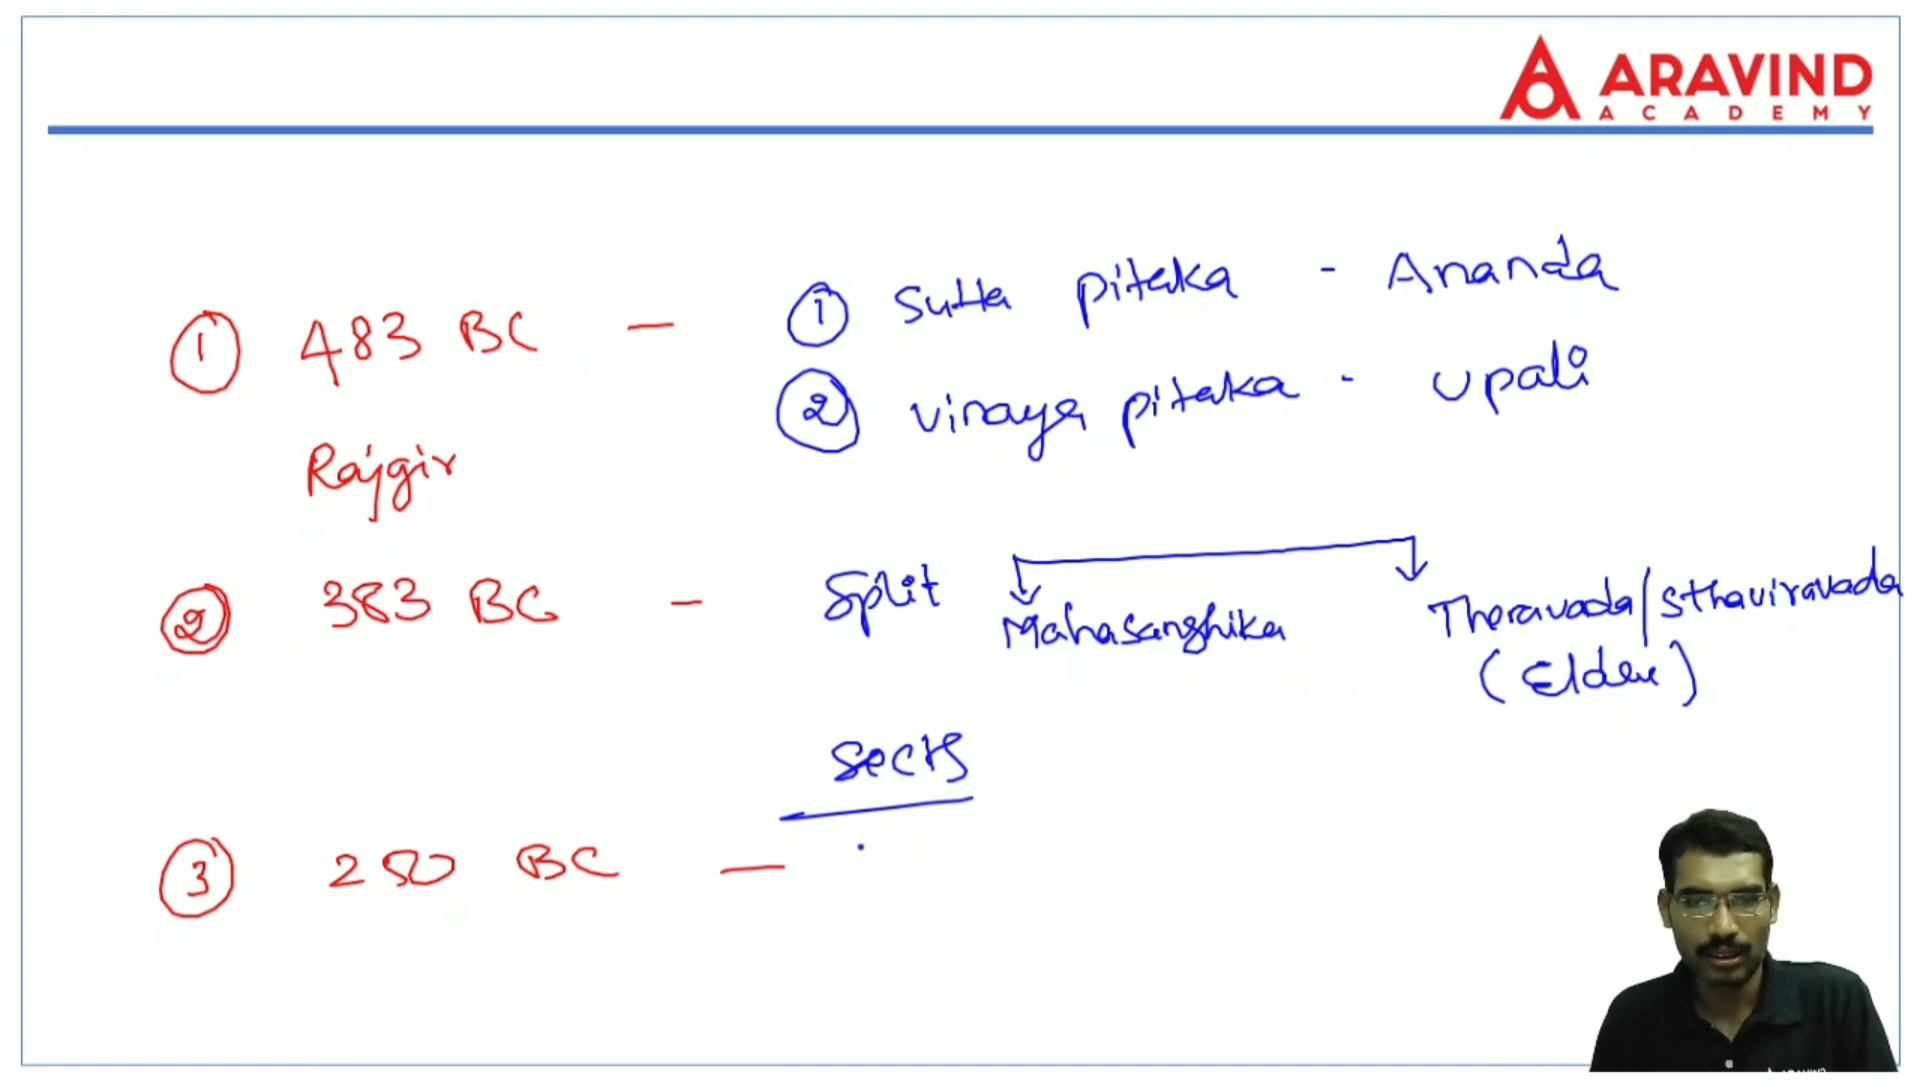 ARAVIND
ACADEMY
① 483 BC — ① Sutta pitaka - Ananda
② vinaya pitaka - upali
Rajgir
② 383 BC - Split Mahasanghika Theravada/Sthaviravada
(Elder)
Sects
③ 250 BC —